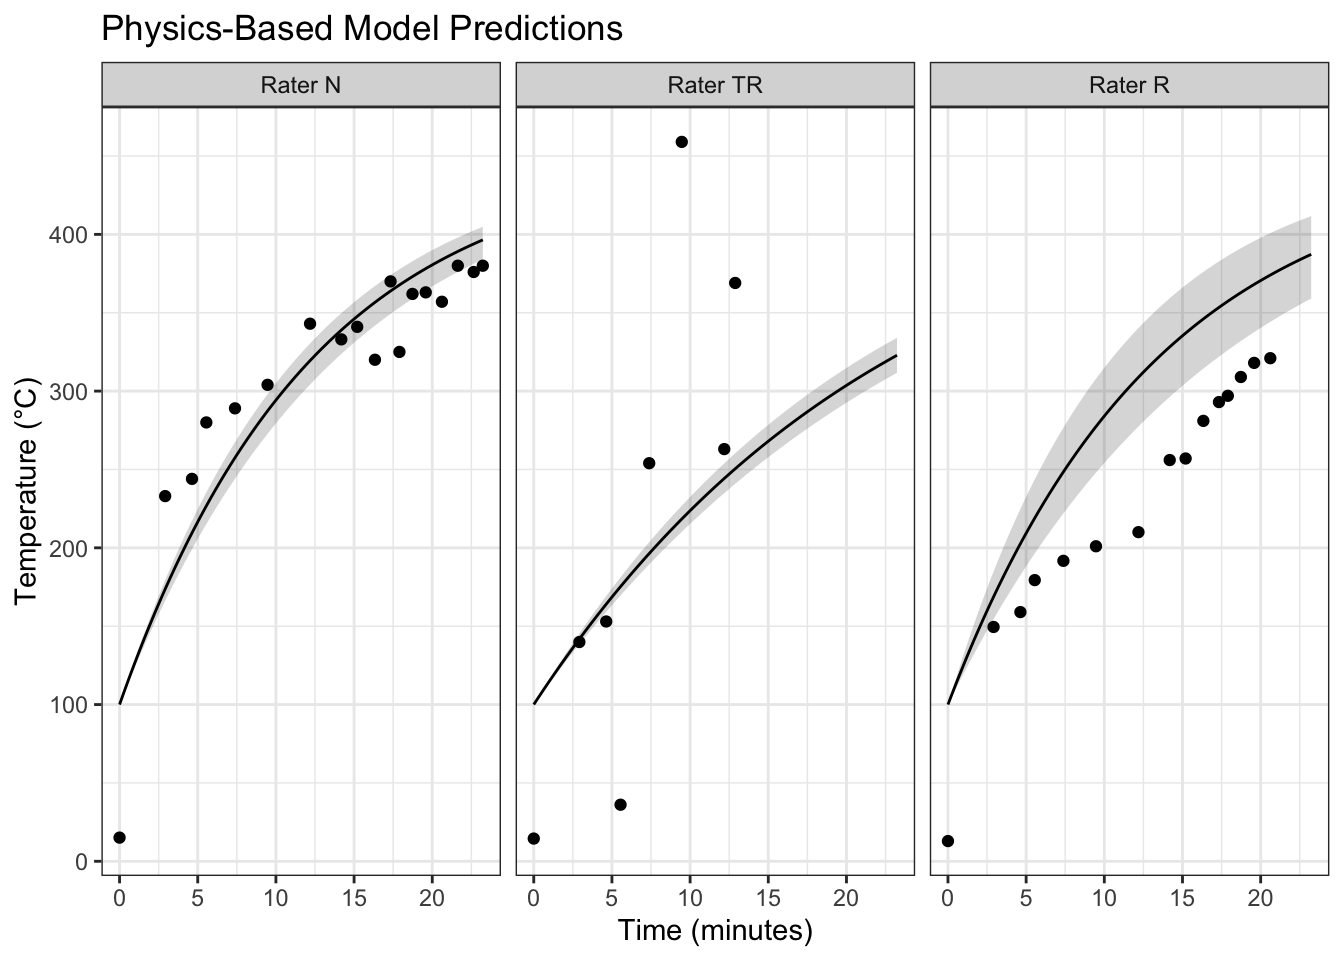 Physics-Based Model Predictions
Rater N
Rater TR
Rater R
Temperature (°C)
400
300
200
100
0
0 5 10 15 20
0 5 10 15 20
0 5 10 15 20
Time (minutes)